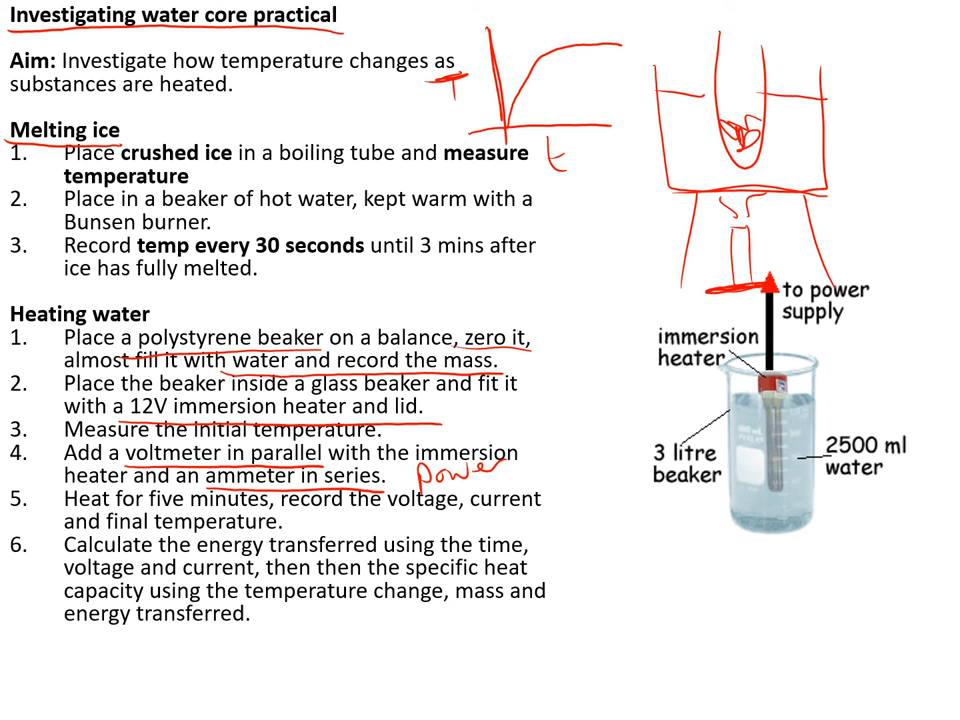 Investigating water core practical
Aim: Investigate how temperature changes as
substances are heated.
T
t
Melting ice
1. Place crushed ice in a boiling tube and measure
temperature
2. Place in a beaker of hot water, kept warm with a
Bunsen burner.
3. Record temp every 30 seconds until 3 mins after
ice has fully melted.
Heating water
1. Place a polystyrene beaker on a balance, zero it,
almost fill it with water and record the mass.
2. Place the beaker inside a glass beaker and fit it
with a 12V immersion heater and lid.
3. Measure the initial temperature.
4. Add a voltmeter in parallel with the immersion
heater and an ammeter in series. power
5. Heat for five minutes, record the voltage, current
and final temperature.
6. Calculate the energy transferred using the time,
voltage and current, then then the specific heat
capacity using the temperature change, mass and
energy transferred.
to power
supply
immersion
heater
3 litre
beaker
2500 ml
water